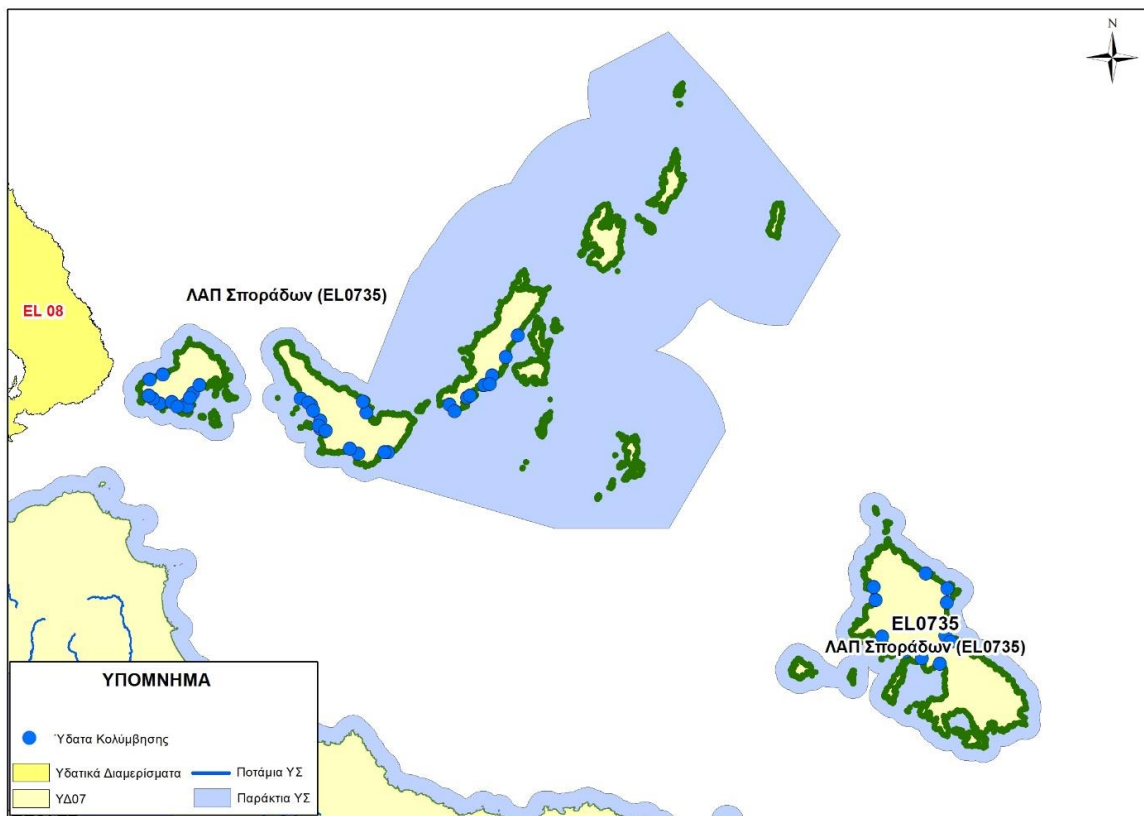 N
ΛΑΠ Σποράδων (EL0735)
EL 08
EL0735
ΛΑΠ Σποράδων (EL0735)
ΥΠΟΜΝΗΜΑ
Ύδατα Κολύμβησης
Υδατικά Διαμερίσματα
Ποτάμια ΥΣ
ΥΔ07
Παράκτια ΥΣ